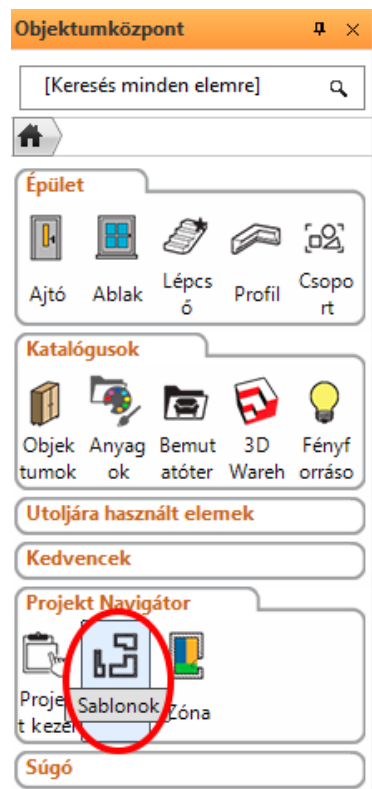 Objektumközpont
[Keresés minden elemre]
Épület
Ajtó Ablak Lépcs Profil Csopo
ő rt
Katalógusok
Objek Anyag Bemut 3D Fényf
tumok ok atóter Wareh orráso
Utoljára használt elemek
Kedvencek
Projekt Navigátor
Proje Sablonok Zóna
t kezel
Súgó